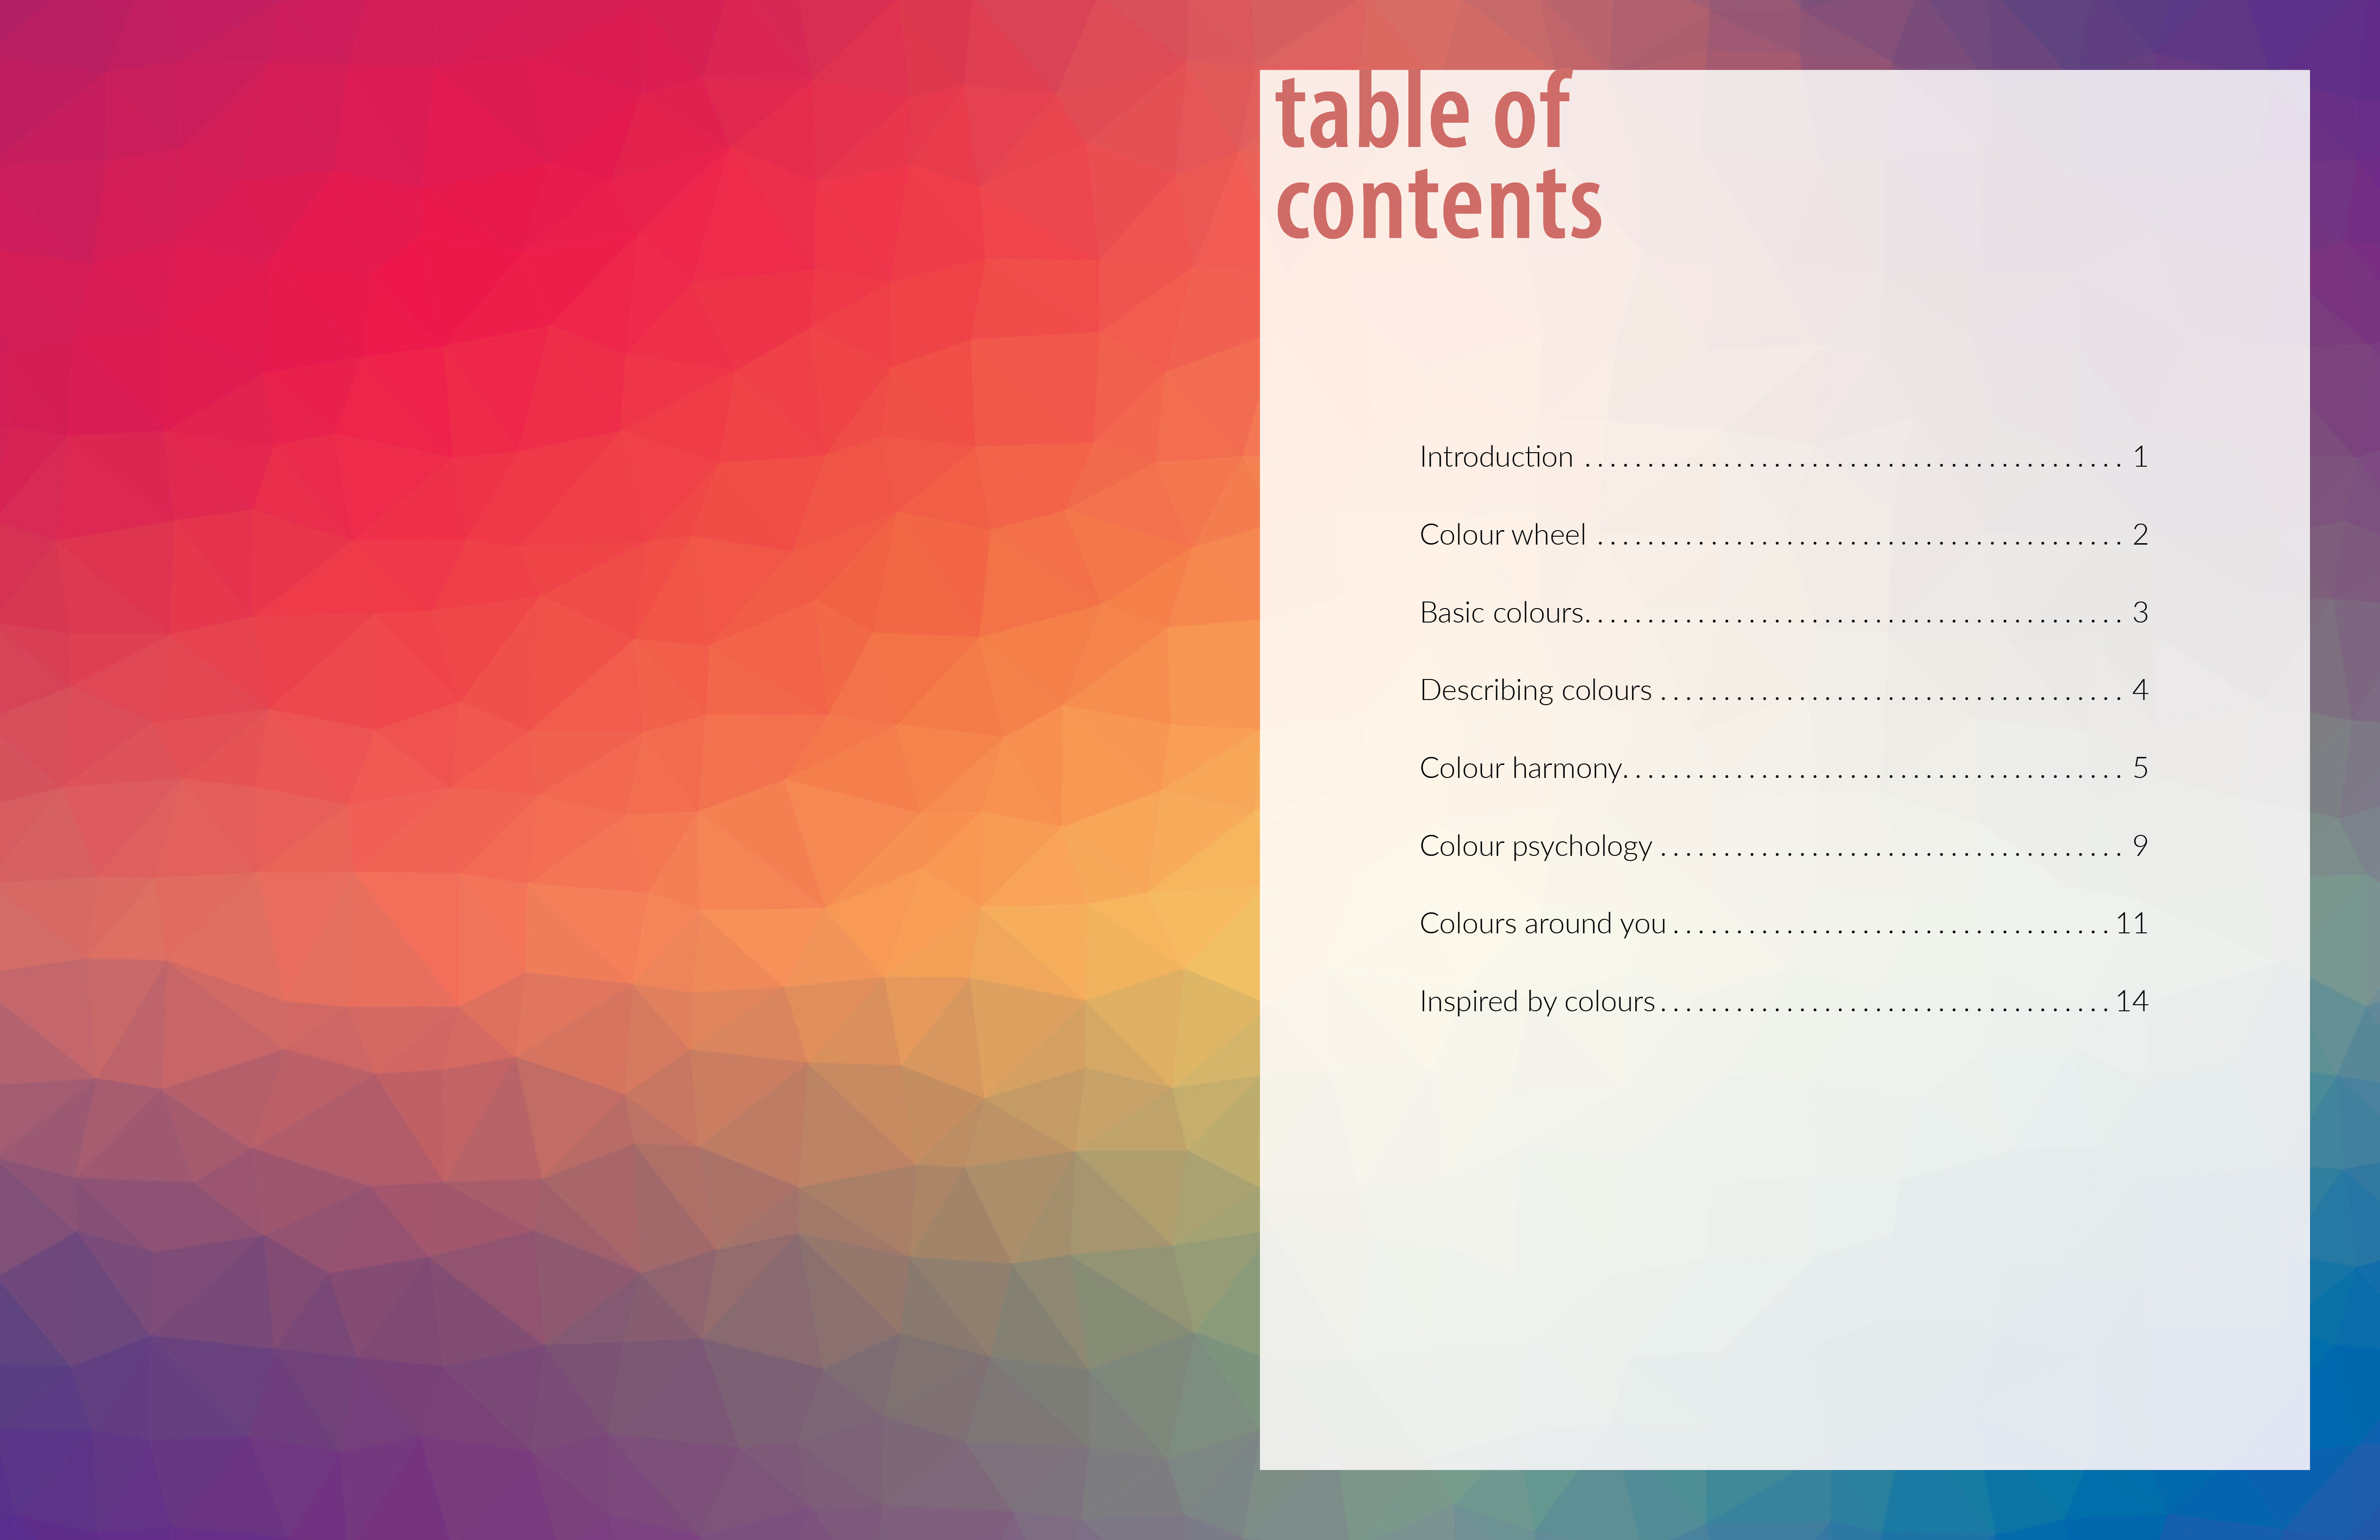 table of
contents
Introduction . . . . . . . . . . . . . . . . . . . . . . . . . . . . . . . . . . . . . . . . . . . 1
Colour wheel . . . . . . . . . . . . . . . . . . . . . . . . . . . . . . . . . . . . . . . . . . 2
Basic colours. . . . . . . . . . . . . . . . . . . . . . . . . . . . . . . . . . . . . . . . . . . 3
Describing colours . . . . . . . . . . . . . . . . . . . . . . . . . . . . . . . . . . . . . 4
Colour harmony. . . . . . . . . . . . . . . . . . . . . . . . . . . . . . . . . . . . . . . . 5
Colour psychology . . . . . . . . . . . . . . . . . . . . . . . . . . . . . . . . . . . . . 9
Colours around you . . . . . . . . . . . . . . . . . . . . . . . . . . . . . . . . . . . 11
Inspired by colours . . . . . . . . . . . . . . . . . . . . . . . . . . . . . . . . . . . . 14